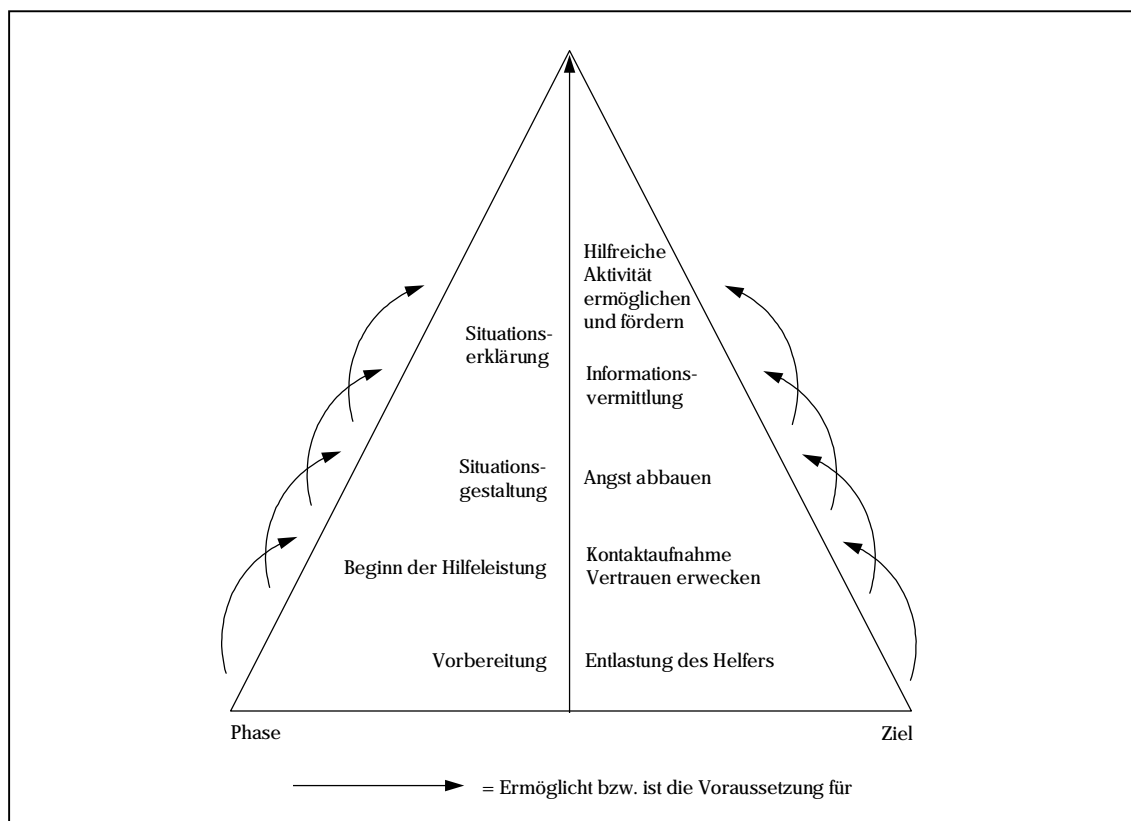 Hilfreiche
Aktivität
ermöglichen
und fördern
Situations-
erklärung
Informations-
vermittlung
Situations-
gestaltung
Angst abbauen
Beginn der Hilfeleistung
Kontaktaufnahme
Vertrauen erwecken
Vorbereitung
Entlastung des Helfers
Phase
Ziel
= Ermöglicht bzw. ist die Voraussetzung für